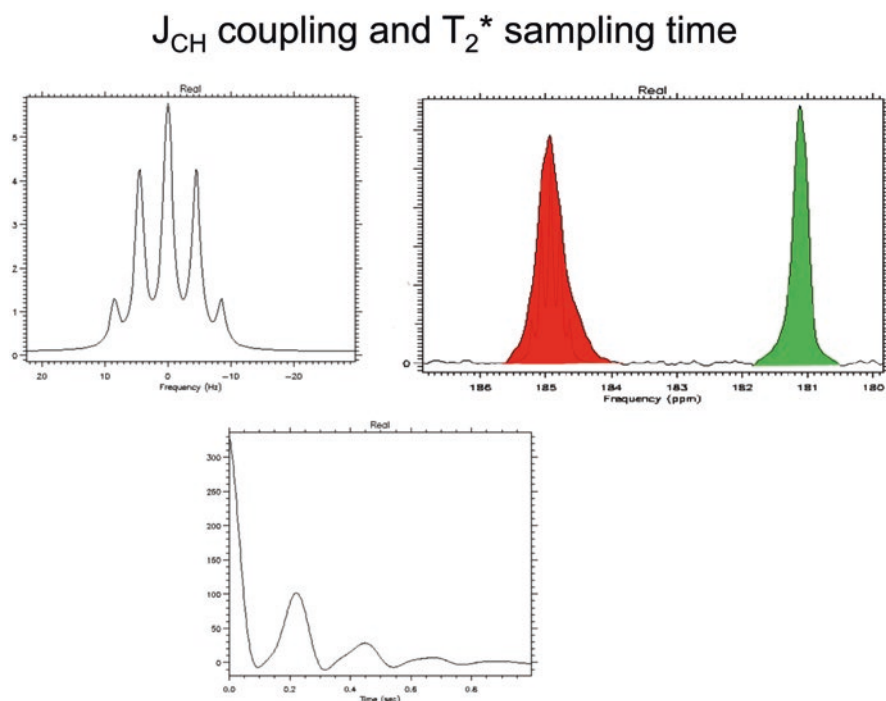 J_CH coupling and T_2* sampling time
Real
5
4
3
2
1
0
20 10 0 -10 -20
Frequency (Hz)
Real
0
186 185 184 183 182 181 180
Frequency (ppm)
Real
300
250
200
150
100
50
0
0.0 0.2 0.4 0.6 0.8
Time (sec)